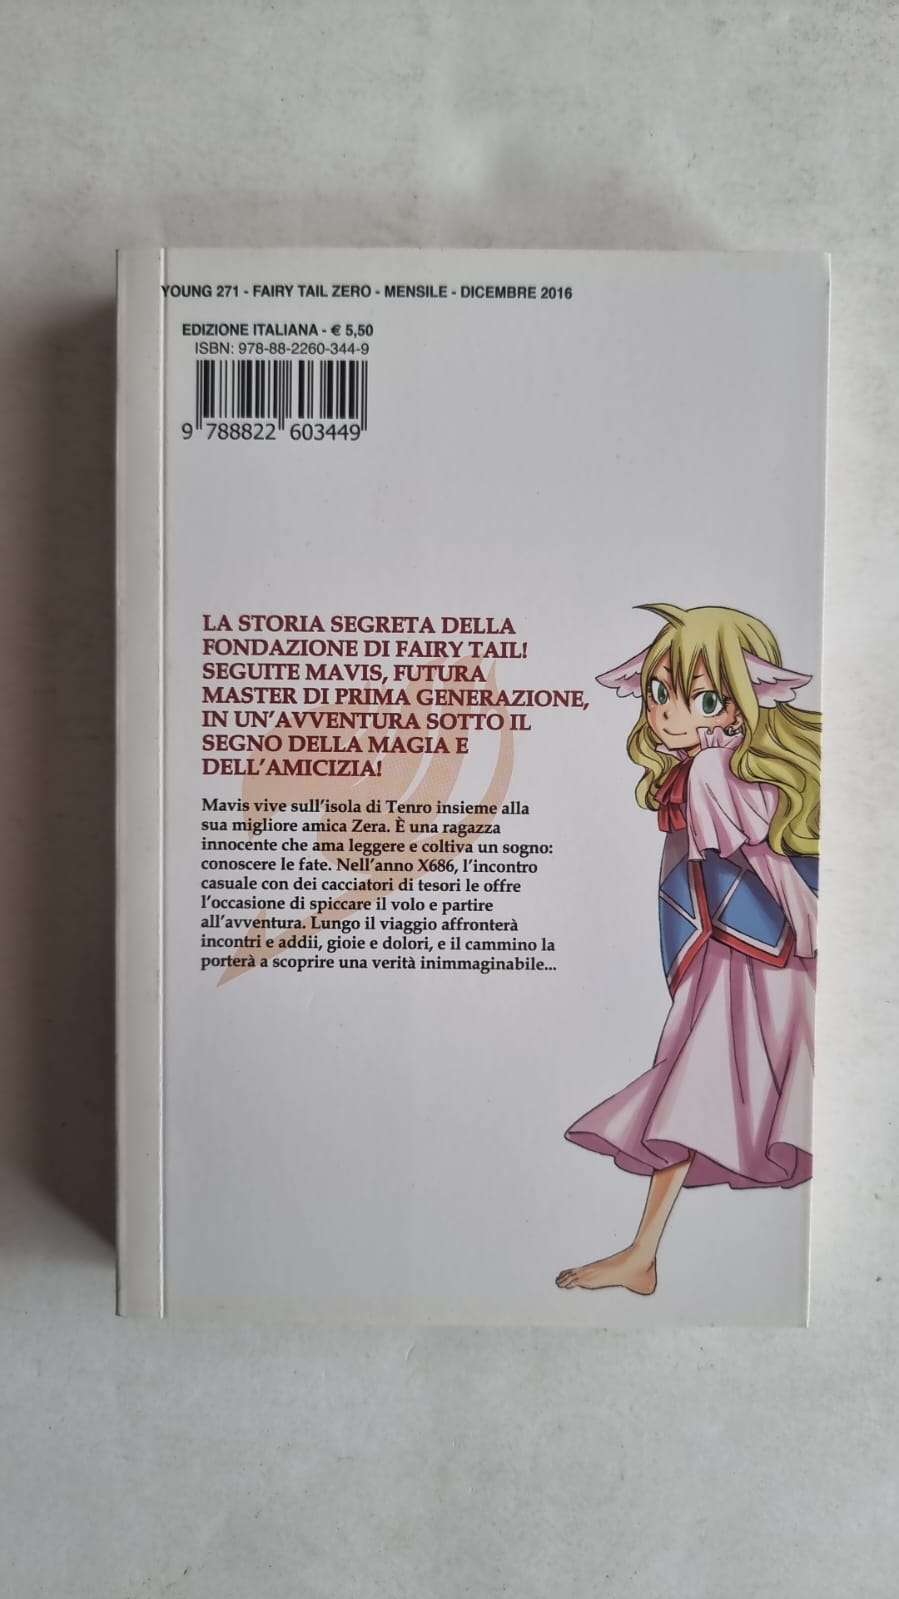 YOUNG 271 - FAIRY TAIL ZERO - MENSILE - DICEMBRE 2016
EDIZIONE ITALIANA - € 5,50
ISBN: 978-88-2260-344-9
9 788822 603449
LA STORIA SEGRETA DELLA
FONDAZIONE DI FAIRY TAIL!
SEGUITE MAVIS, FUTURA
MASTER DI PRIMA GENERAZIONE,
IN UN'AVVENTURA SOTTO IL
SEGNO DELLA MAGIA E
DELL'AMICIZIA!
Mavis vive sull'isola di Tenro insieme alla
sua migliore amica Zera. È una ragazza
innocente che ama leggere e coltiva un sogno:
conoscere le fate. Nell'anno X686, l'incontro
casuale con dei cacciatori di tesori le offre
l'occasione di spiccare il volo e partire
all'avventura. Lungo il viaggio affronterà
incontri e addii, gioie e dolori, e il cammino la
porterà a scoprire una verità inimmaginabile...